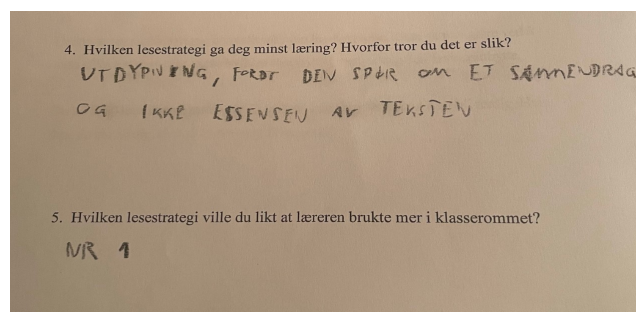 4. Hvilken lesestrategi ga deg minst læring? Hvorfor tror du det er slik?
UTDYPNING, FORDI DEN SPØR OM ET SAMMENDRAG
OG IKKE ESSENSEN AV TEKSTEN
5. Hvilken lesestrategi ville du likt at læreren brukte mer i klasserommet?
NR 1